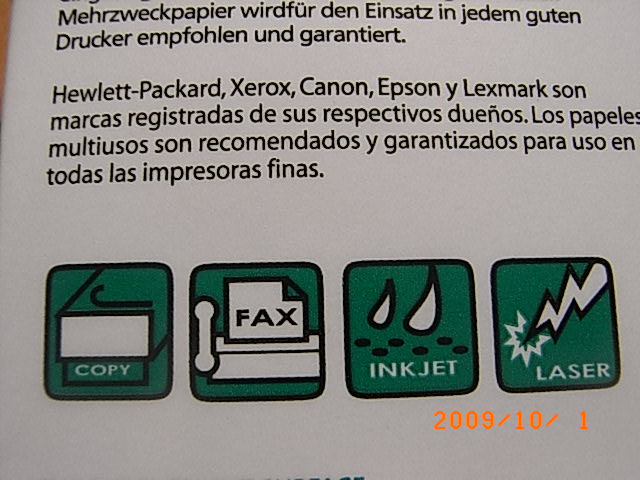 Mehrzweckpapier wirdfür den Einsatz in jedem guten
Drucker empfohlen und garantiert.
Hewlett-Packard, Xerox, Canon, Epson y Lexmark son
marcas registradas de sus respectivos dueños. Los papeles
multiusos son recomendados y garantizados para uso en
todas las impresoras finas.
COPY
FAX
INKJET
LASER
2009/10/ 1